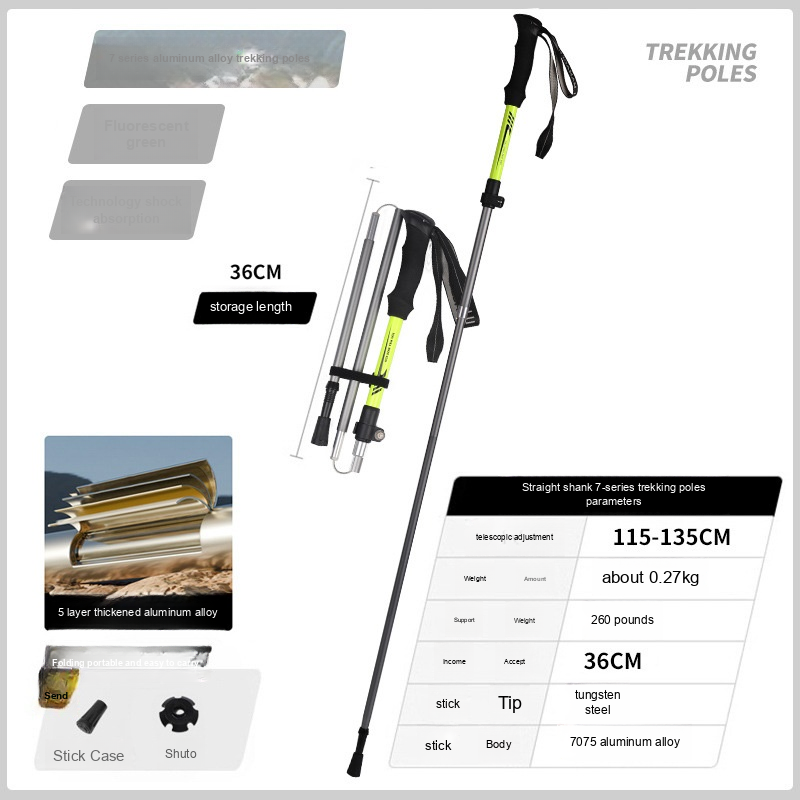 7 series aluminum alloy trekking poles
TREKKING
POLES
Fluorescent
green
Technology shock
absorption
36CM
storage length
5 layer thickened aluminum alloy
Folding portable and easy to carry
Send
Stick Case
Shuto
Straight shank 7-series trekking poles
parameters
telescopic adjustment 115-135CM
Weight Amount about 0.27kg
Support Weight 260 pounds
Income Accept 36CM
stick Tip tungsten
steel
stick Body 7075 aluminum alloy